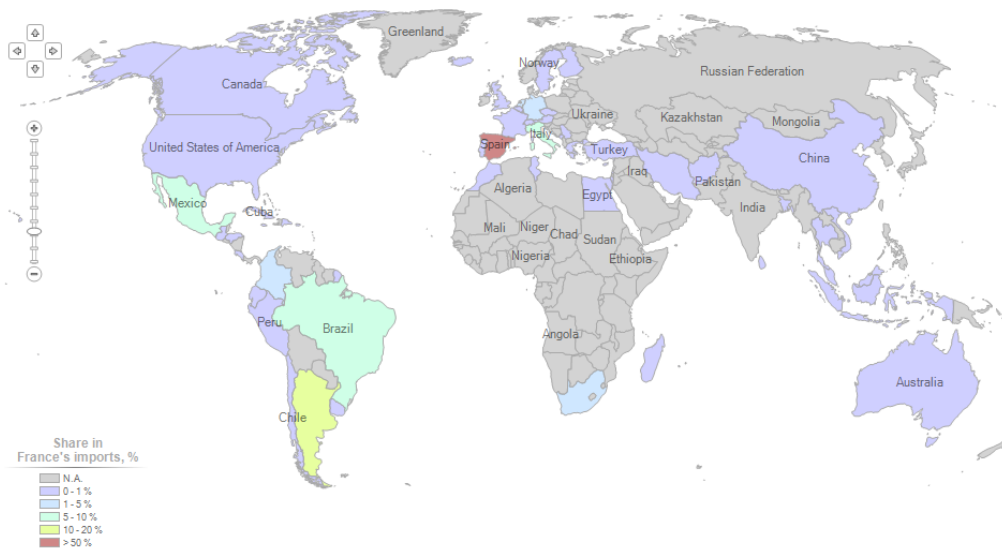 Greenland
Norway
Russian Federation
Canada
Ukraine
Kazakhstan
Mongolia
United States of America
Spain
Italy
Turkey
China
Iraq
Pakistan
Algeria
Egypt
India
Mexico
Cuba
Mali
Niger
Chad
Sudan
Nigeria
Ethiopia
Peru
Brazil
Angola
Australia
Chile
Share in
France's imports, %
N.A.
0 - 1 %
1 - 5 %
5 - 10 %
10 - 20 %
> 50 %